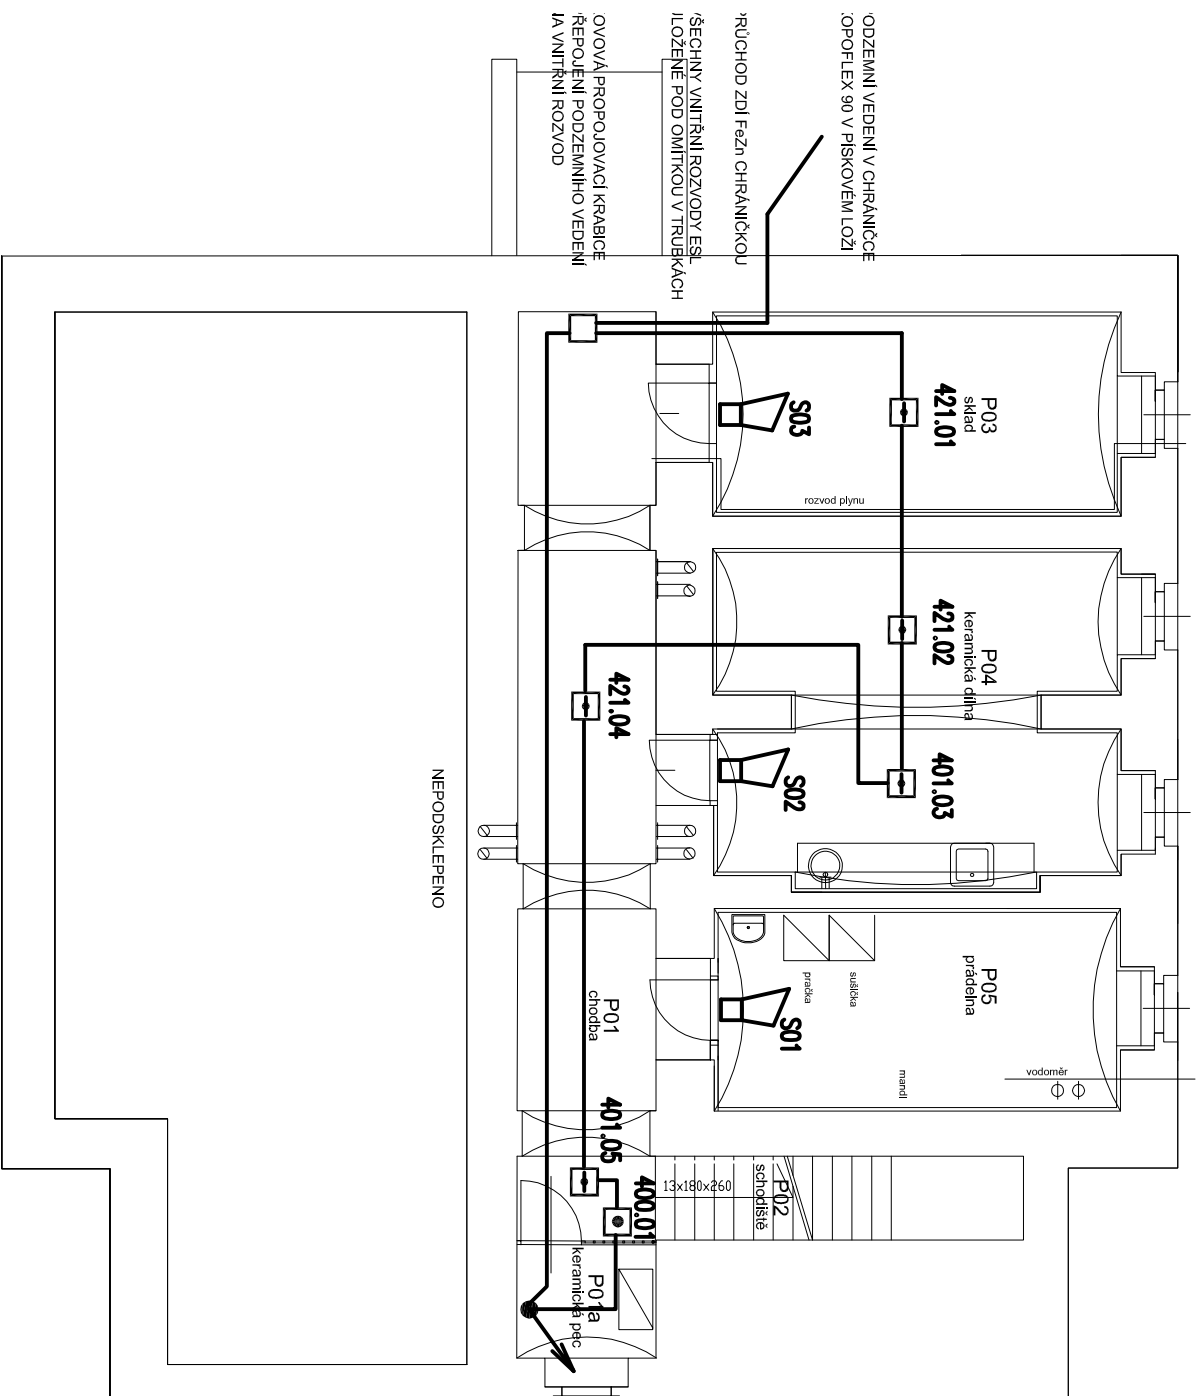 ODZEMNÍ VEDENÍ V CHRÁNIČCE
KOPOFLEX 90 V PÍSKOVÉM LOŽI
PRŮCHOD ZDÍ FeZn CHRÁNIČKOU
VŠECHNY VNITŘNÍ ROZVODY ESL
ULOŽENÉ POD OMÍTKOU V TRUBKÁCH
KOVOVÁ PROPOJOVACÍ KRABICE
PŘEPOJENÍ PODZEMNÍHO VEDENÍ
NA VNITŘNÍ ROZVOD
P03
sklad
421.01
S03
rozvod plynu
P04
keramická dílna
421.02
421.04
401.03
S02
NEPODSKLEPENO
P05
prádelna
sušička
pračka
S01
mandl
vodoměr
P01
chodba
401.05
400.01
P02
schodiště
13x180x260
P01a
keramická pec